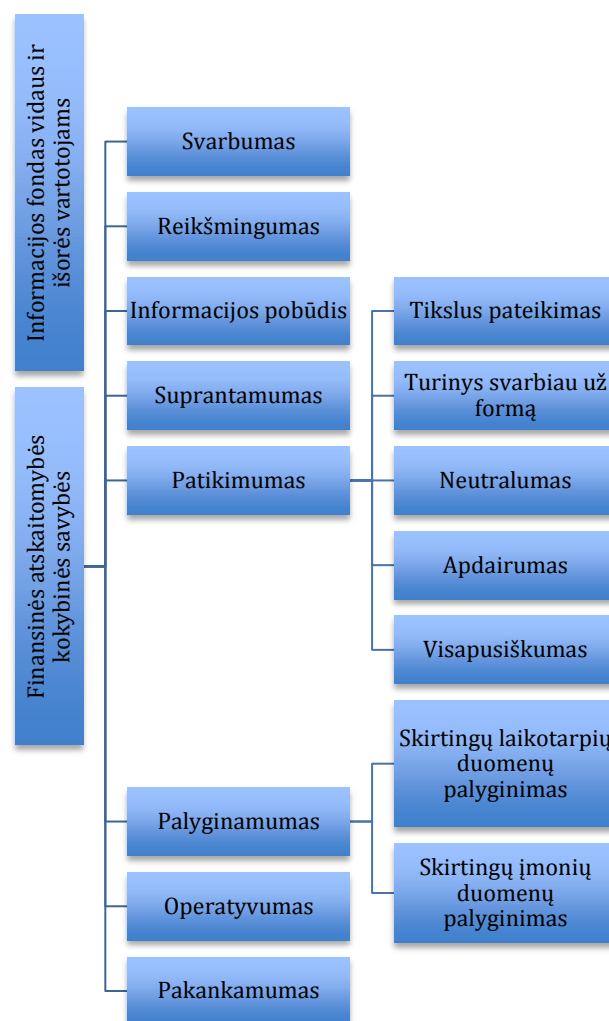 Informacijos fondas vidaus ir
išorės vartotojams
Finansinės atskaitomybės
kokybinės savybės
Svarbumas
Reikšmingumas
Informacijos pobūdis
Suprantamumas
Patikimumas
Tikslus pateikimas
Turinys svarbiau už
formą
Neutralumas
Apdairumas
Visapusiškumas
Palyginamumas
Skirtingų laikotarpių
duomenų
palyginimas
Skirtingų įmonių
duomenų
palyginimas
Operatyvumas
Pakankamumas